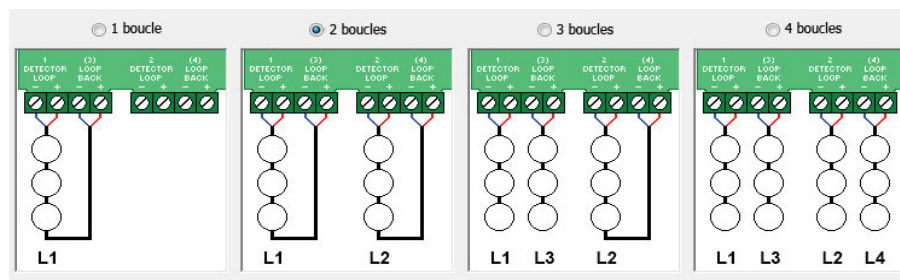 1 boucle
2 boucles
3 boucles
4 boucles
1 (3) 2 (4)
DETECTOR LOOP DETECTOR LOOP
LOOP BACK LOOP BACK
− + − + − + − +
L1
1 (3) 2 (4)
DETECTOR LOOP DETECTOR LOOP
LOOP BACK LOOP BACK
− + − + − + − +
L1 L2
1 (3) 2 (4)
DETECTOR LOOP DETECTOR LOOP
LOOP BACK LOOP BACK
− + − + − + − +
L1 L3 L2
1 (3) 2 (4)
DETECTOR LOOP DETECTOR LOOP
LOOP BACK LOOP BACK
− + − + − + − +
L1 L3 L2 L4